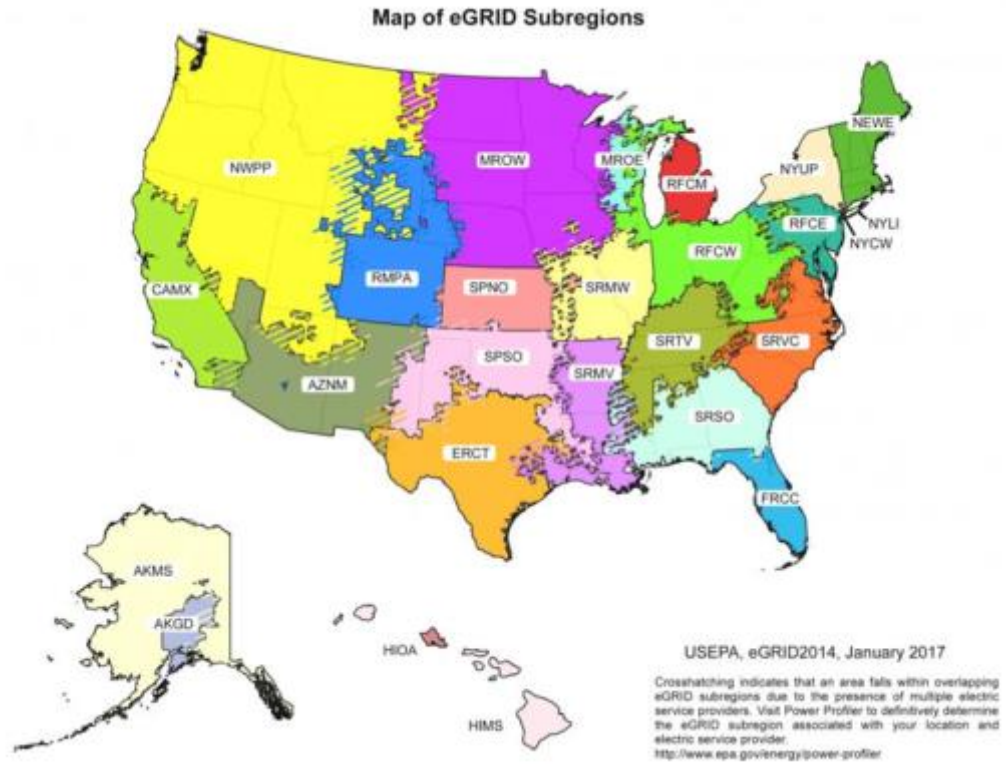 Map of eGRID Subregions
NEWE
NWPP
MROW
MROE
NYUP
RFCM
RFCE
NYLI
NYCW
RFCW
CAMX
RMPA
SPNO
SRMW
SRTV
SRVC
SPSO
SRMV
AZNM
SRSO
ERCT
FRCC
AKMS
AKGD
HIOA
HIMS
USEPA, eGRID2014, January 2017
Crosshatching indicates that an area falls within overlapping
eGRID subregions due to the presence of multiple electric
service providers. Visit Power Profiler to definitively determine
the eGRID subregion associated with your location and
electric service provider.
http://www.epa.gov/energy/power-profiler